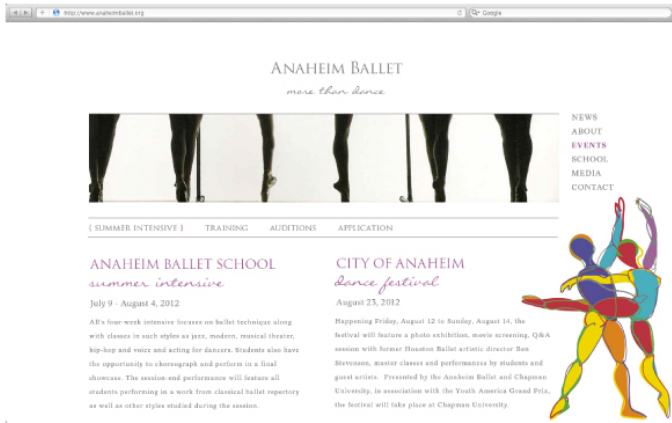 http://www.anaheimballet.org
Google
ANAHEIM BALLET
more than dance
NEWS
ABOUT
EVENTS
SCHOOL
MEDIA
CONTACT
{ SUMMER INTENSIVE } TRAINING AUDITIONS APPLICATION
ANAHEIM BALLET SCHOOL
summer intensive
July 9 - August 4, 2012
AB's four-week intensive focuses on ballet technique along
with classes in such styles as jazz, modern, musical theater,
hip-hop and voice and acting for dancers. Students also have
the opportunity to choreograph and perform in a final
showcase. The session-end performance will feature all
students performing in a work from classical ballet repertory
as well as other styles studied during the session.
CITY OF ANAHEIM
dance festival
August 23, 2012
Happening Friday, August 12 to Sunday, August 14, the
festival will feature a photo exhibition, movie screening, Q&A
session with former Houston Ballet artistic director Ben
Stevenson, master classes and performances by students and
guest artists. Presented by the Anaheim Ballet and Chapman
University, in association with the Youth America Grand Prix,
the festival will take place at Chapman University.